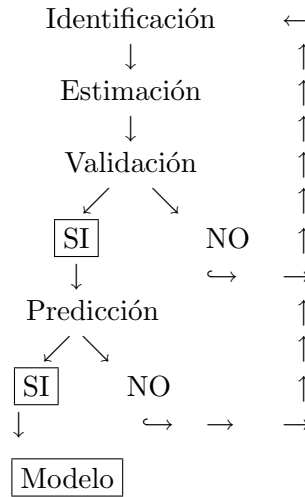 Identificación
Estimación
Validación
SI NO
Predicción
SI NO
Modelo